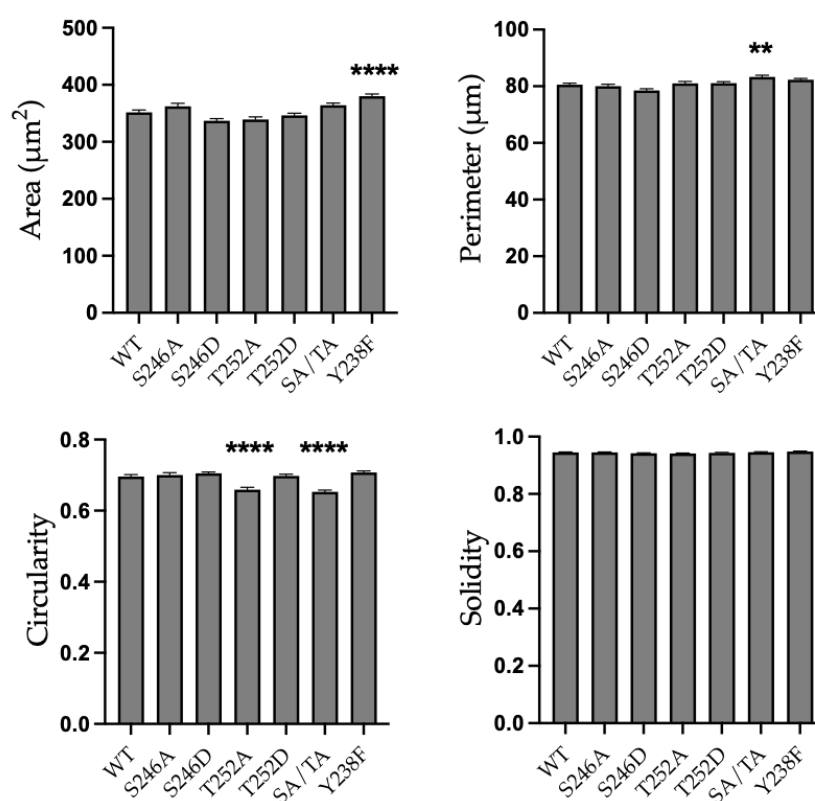 Area (μm²)
500
400
300
200
100
0
****
WT
S246A
S246D
T252A
T252D
SA/TA
Y238F
Perimeter (μm)
100
80
60
40
20
0
**
WT
S246A
S246D
T252A
T252D
SA/TA
Y238F
Circularity
0.8
0.6
0.4
0.2
0.0
**** ****
WT
S246A
S246D
T252A
T252D
SA/TA
Y238F
Solidity
1.0
0.8
0.6
0.4
0.2
0.0
WT
S246A
S246D
T252A
T252D
SA/TA
Y238F